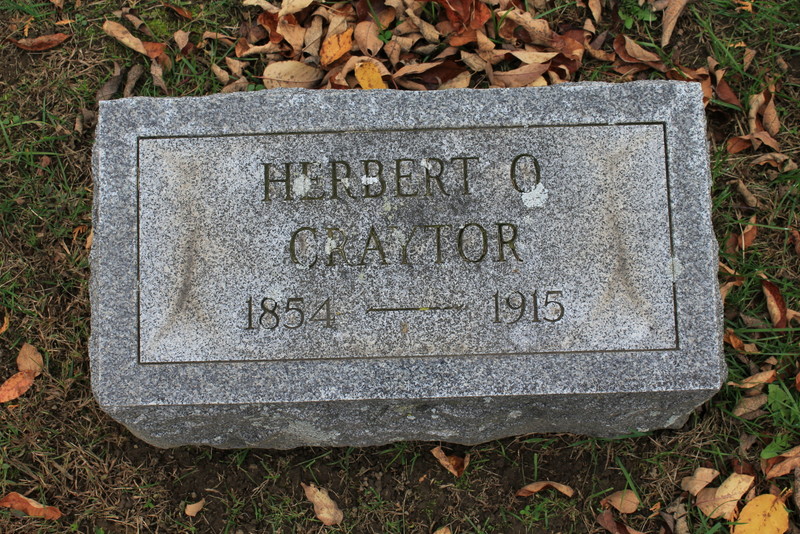 HERBERT O
CRAYTOR
1854 — 1915